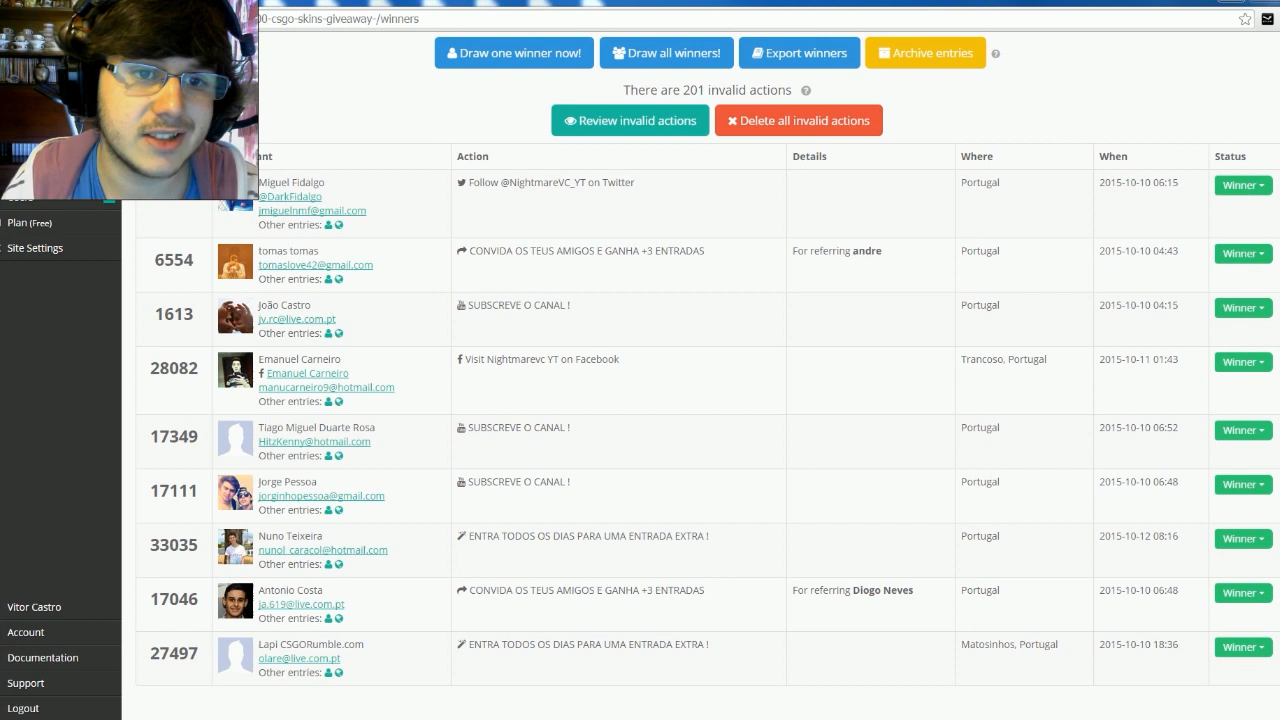 00-csgo-skins-giveaway-/winners
Draw one winner now! Draw all winners! Export winners Archive entries ?
There are 201 invalid actions ?
Review invalid actions Delete all invalid actions
ant Action Details Where When Status
Miguel Fidalgo Follow @NightmareVC_YT on Twitter Portugal 2015-10-10 06:15 Winner
@DarkFidalgo
jmiguelnmf@gmail.com
Other entries:
Plan (Free)
Site Settings
6554 tomas tomas CONVIDA OS TEUS AMIGOS E GANHA +3 ENTRADAS For referring andre Portugal 2015-10-10 04:43 Winner
tomaslove42@gmail.com
Other entries:
1613 João Castro SUBSCREVE O CANAL ! Portugal 2015-10-10 04:15 Winner
jv.rc@live.com.pt
Other entries:
28082 Emanuel Carneiro Visit Nightmarevc YT on Facebook Trancoso, Portugal 2015-10-11 01:43 Winner
Emanuel Carneiro
manucarneiro9@hotmail.com
Other entries:
17349 Tiago Miguel Duarte Rosa SUBSCREVE O CANAL ! Portugal 2015-10-10 06:52 Winner
HitzKenny@hotmail.com
Other entries:
17111 Jorge Pessoa SUBSCREVE O CANAL ! Portugal 2015-10-10 06:48 Winner
jorginhopessoa@gmail.com
Other entries:
33035 Nuno Teixeira ENTRA TODOS OS DIAS PARA UMA ENTRADA EXTRA ! Portugal 2015-10-12 08:16 Winner
nunol_caracol@hotmail.com
Other entries:
17046 Antonio Costa CONVIDA OS TEUS AMIGOS E GANHA +3 ENTRADAS For referring Diogo Neves Portugal 2015-10-10 06:48 Winner
ja.619@live.com.pt
Other entries:
27497 Lapi CSGORumble.com ENTRA TODOS OS DIAS PARA UMA ENTRADA EXTRA ! Matosinhos, Portugal 2015-10-10 18:36 Winner
olare@live.com.pt
Other entries:
Vitor Castro
Account
Documentation
Support
Logout